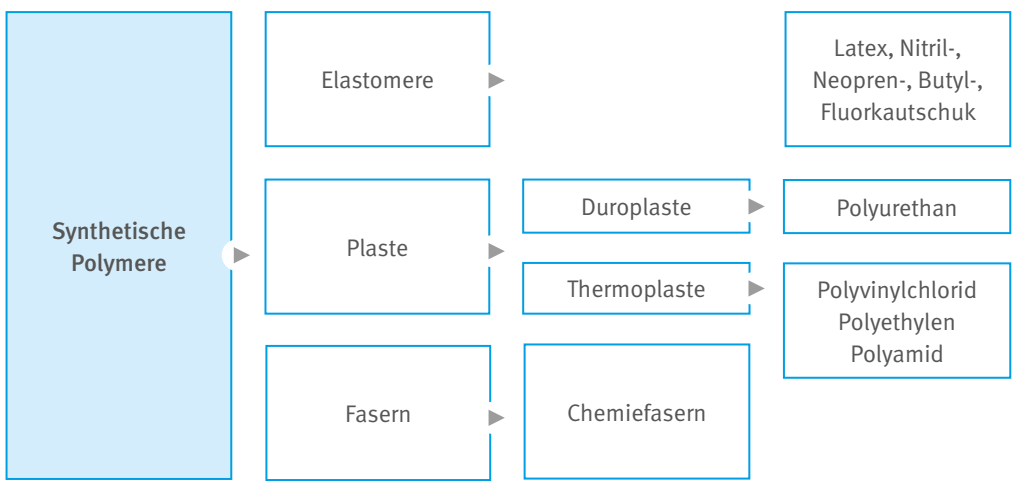 Synthetische
Polymere
Elastomere
Latex, Nitril-,
Neopren-, Butyl-,
Fluorkautschuk
Plaste
Duroplaste
Polyurethan
Thermoplaste
Polyvinylchlorid
Polyethylen
Polyamid
Fasern
Chemiefasern